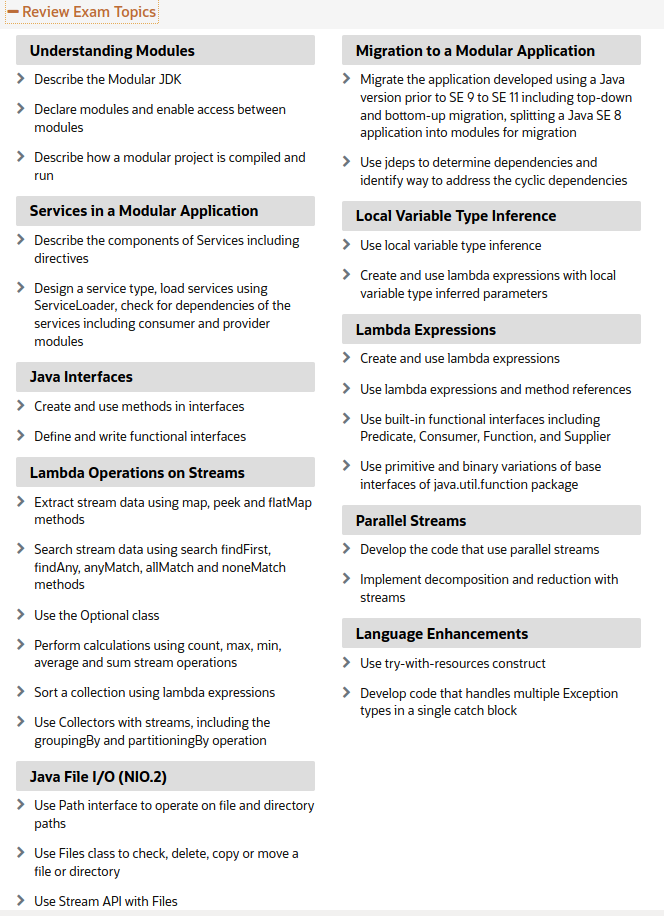 Review Exam Topics
Understanding Modules
Describe the Modular JDK
Declare modules and enable access between
modules
Describe how a modular project is compiled and
run
Services in a Modular Application
Describe the components of Services including
directives
Design a service type, load services using
ServiceLoader, check for dependencies of the
services including consumer and provider
modules
Java Interfaces
Create and use methods in interfaces
Define and write functional interfaces
Lambda Operations on Streams
Extract stream data using map, peek and flatMap
methods
Search stream data using search findFirst,
findAny, anyMatch, allMatch and noneMatch
methods
Use the Optional class
Perform calculations using count, max, min,
average and sum stream operations
Sort a collection using lambda expressions
Use Collectors with streams, including the
groupingBy and partitioningBy operation
Java File I/O (NIO.2)
Use Path interface to operate on file and directory
paths
Use Files class to check, delete, copy or move a
file or directory
Use Stream API with Files
Migration to a Modular Application
Migrate the application developed using a Java
version prior to SE 9 to SE 11 including top-down
and bottom-up migration, splitting a Java SE 8
application into modules for migration
Use jdeps to determine dependencies and
identify way to address the cyclic dependencies
Local Variable Type Inference
Use local variable type inference
Create and use lambda expressions with local
variable type inferred parameters
Lambda Expressions
Create and use lambda expressions
Use lambda expressions and method references
Use built-in functional interfaces including
Predicate, Consumer, Function, and Supplier
Use primitive and binary variations of base
interfaces of java.util.function package
Parallel Streams
Develop the code that use parallel streams
Implement decomposition and reduction with
streams
Language Enhancements
Use try-with-resources construct
Develop code that handles multiple Exception
types in a single catch block